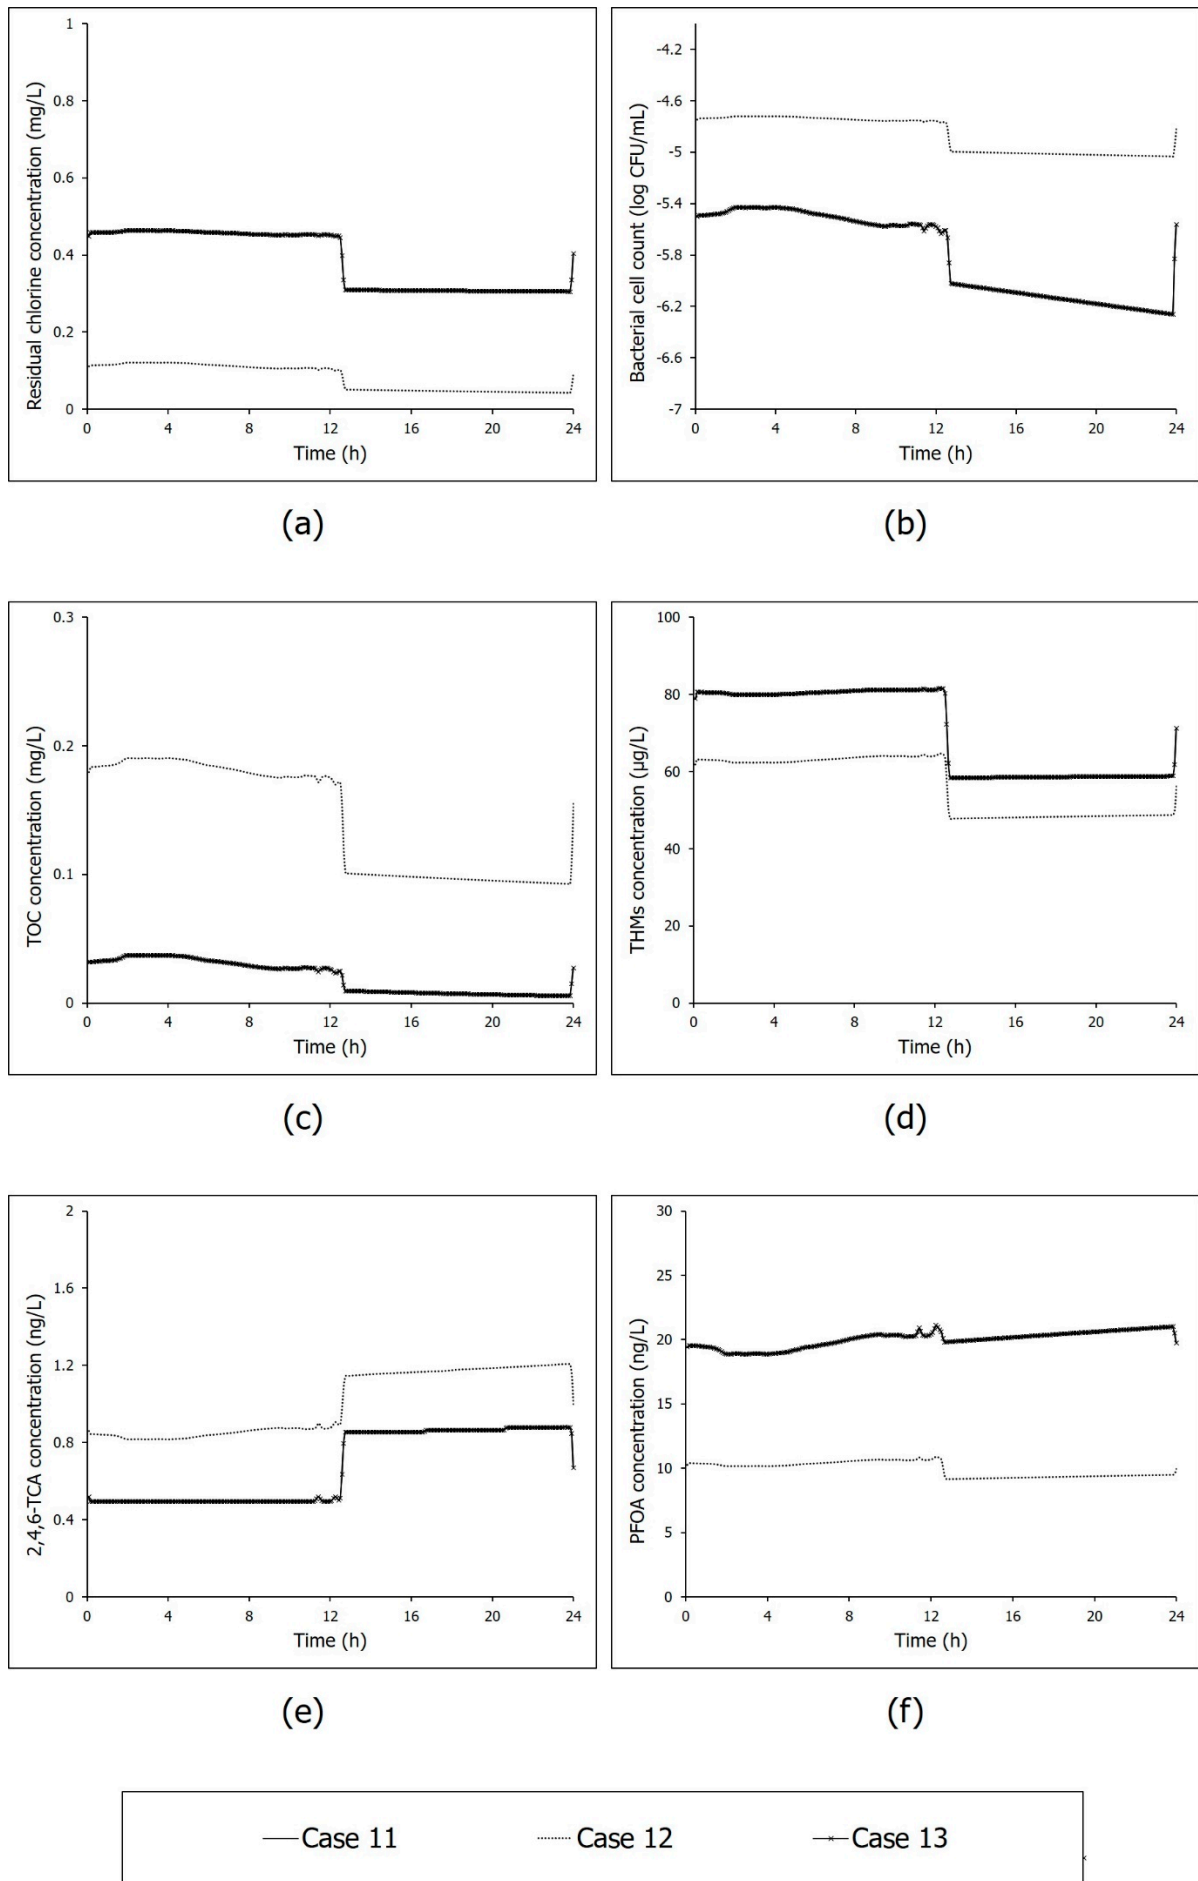 Residual chlorine concentration (mg/L)
1
0.8
0.6
0.4
0.2
0
0 4 8 12 16 20 24
Time (h)
(a)
Bacterial cell count (log CFU/mL)
-4.2
-4.6
-5
-5.4
-5.8
-6.2
-6.6
-7
0 4 8 12 16 20 24
Time (h)
(b)
TOC concentration (mg/L)
0.3
0.2
0.1
0
0 4 8 12 16 20 24
Time (h)
(c)
THMs concentration (µg/L)
100
80
60
40
20
0
0 4 8 12 16 20 24
Time (h)
(d)
2,4,6-TCA concentration (ng/L)
2
1.6
1.2
0.8
0.4
0
0 4 8 12 16 20 24
Time (h)
(e)
PFOA concentration (ng/L)
30
25
20
15
10
5
0
0 4 8 12 16 20 24
Time (h)
(f)
Case 11 Case 12 Case 13